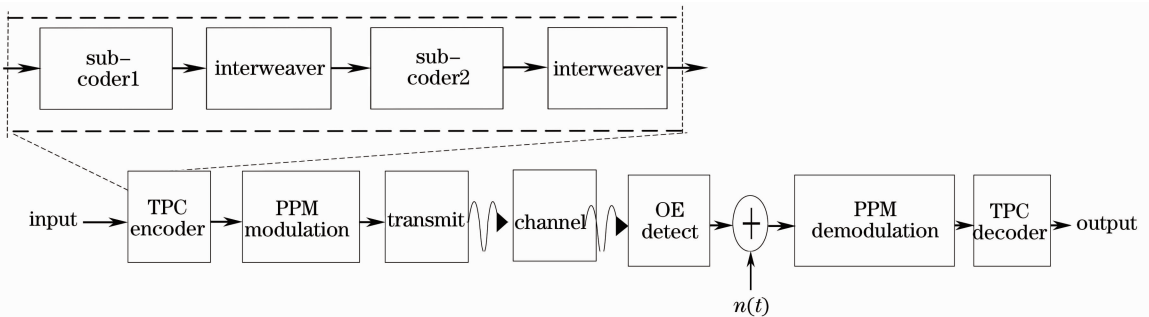 sub-
coder1
interweaver
sub-
coder2
interweaver
input
TPC
encoder
PPM
modulation
transmit
channel
OE
detect
+
n(t)
PPM
demodulation
TPC
decoder
output